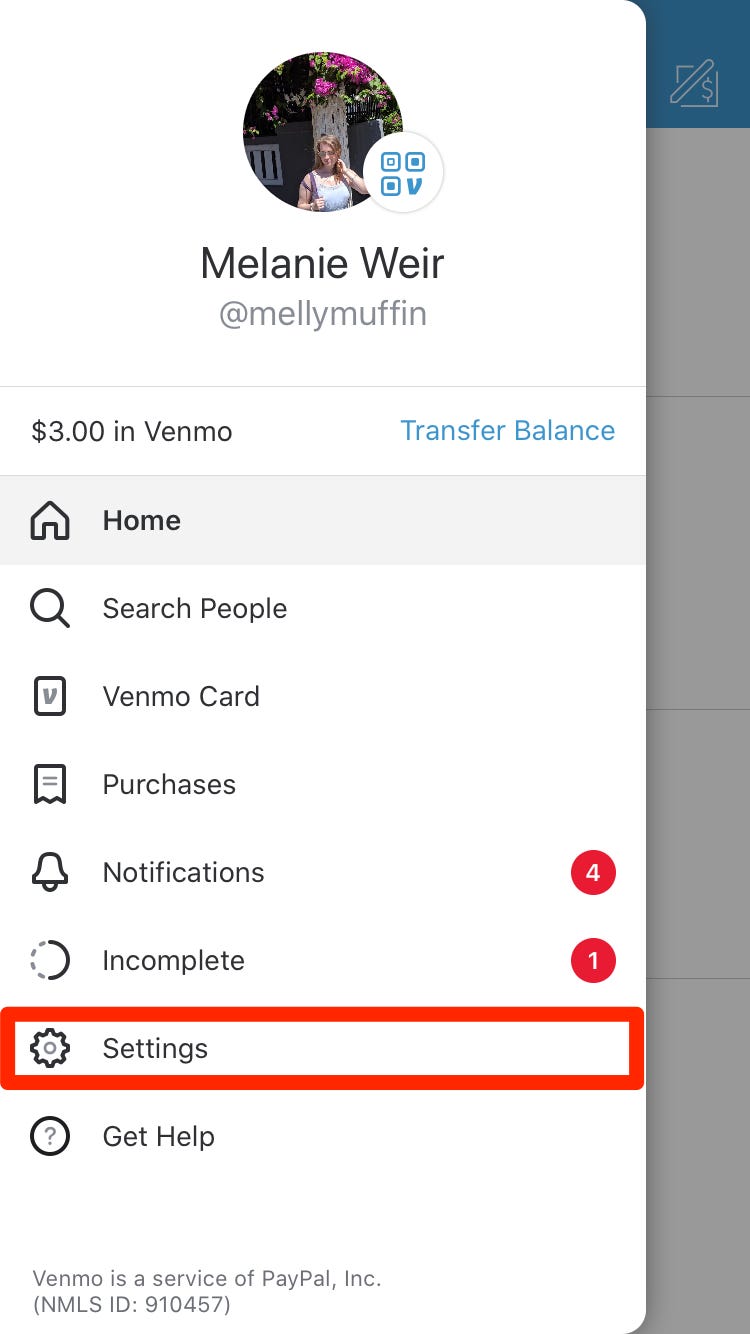 Melanie Weir
@mellymuffin
$3.00 in Venmo Transfer Balance
Home
Search People
Venmo Card
Purchases
Notifications 4
Incomplete 1
Settings
Get Help
Venmo is a service of PayPal, Inc.
(NMLS ID: 910457)